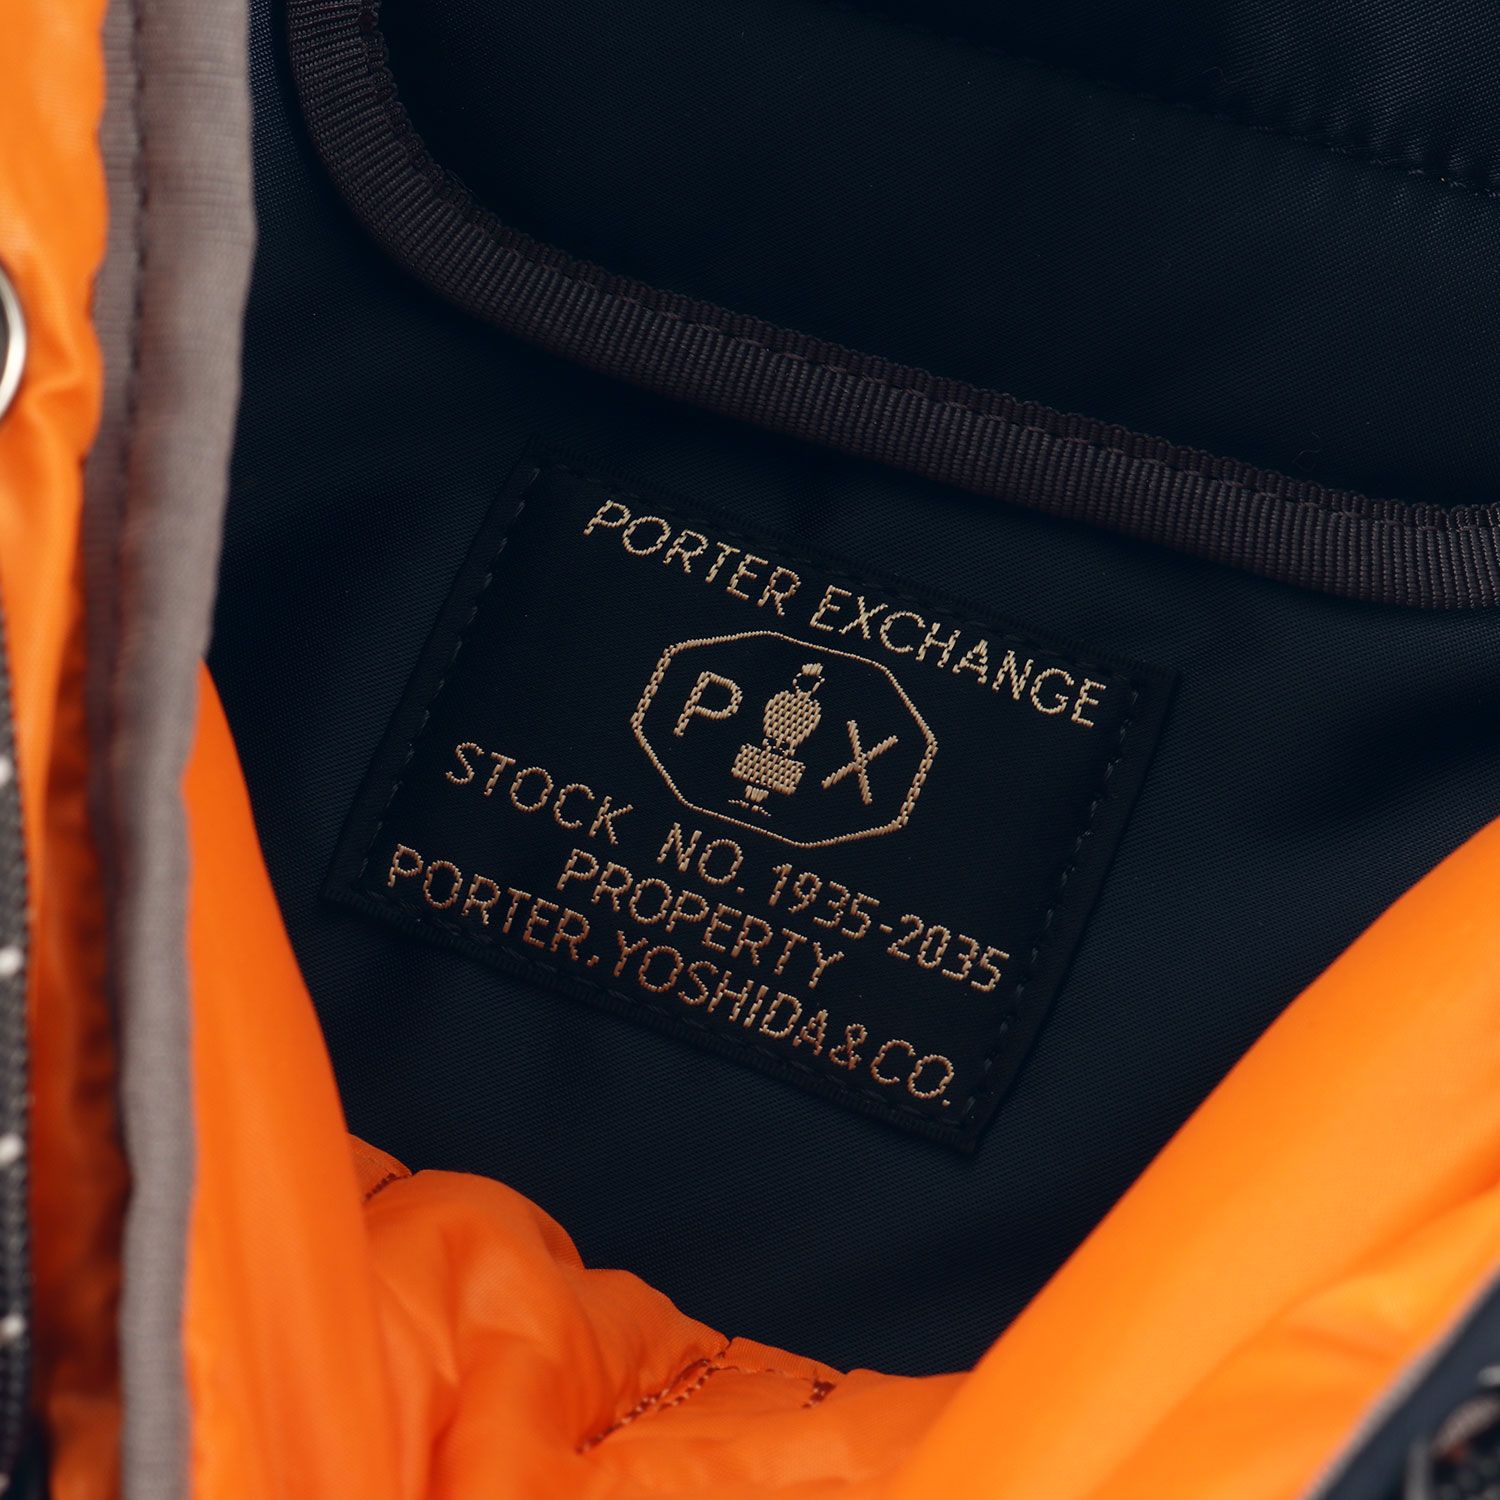 PORTER EXCHANGE
P X
STOCK NO. 1935-2035
PROPERTY
PORTER, YOSHIDA & CO.